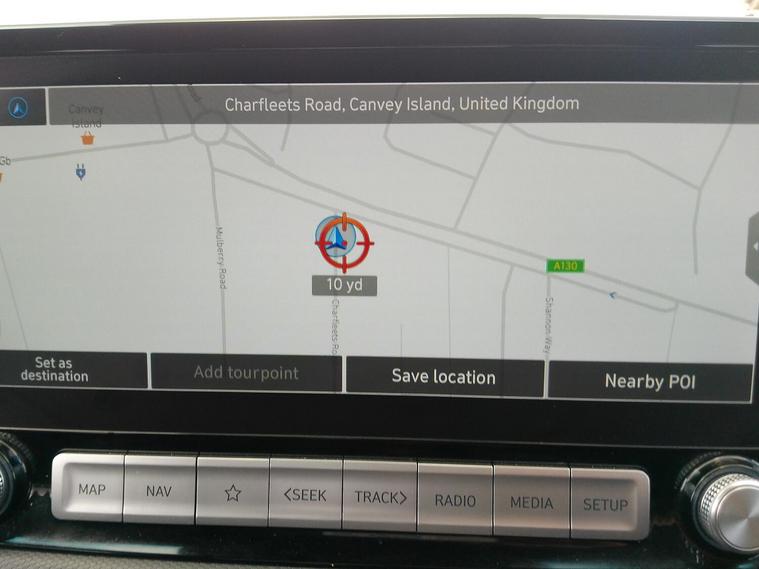 Charfleets Road, Canvey Island, United Kingdom
Canvey
Island
Gb
Mulberry Road
A130
10 yd
Charfleets Ro
Shannon Way
Set as
destination
Add tourpoint
Save location
Nearby POI
MAP
NAV
<SEEK
TRACK>
RADIO
MEDIA
SETUP